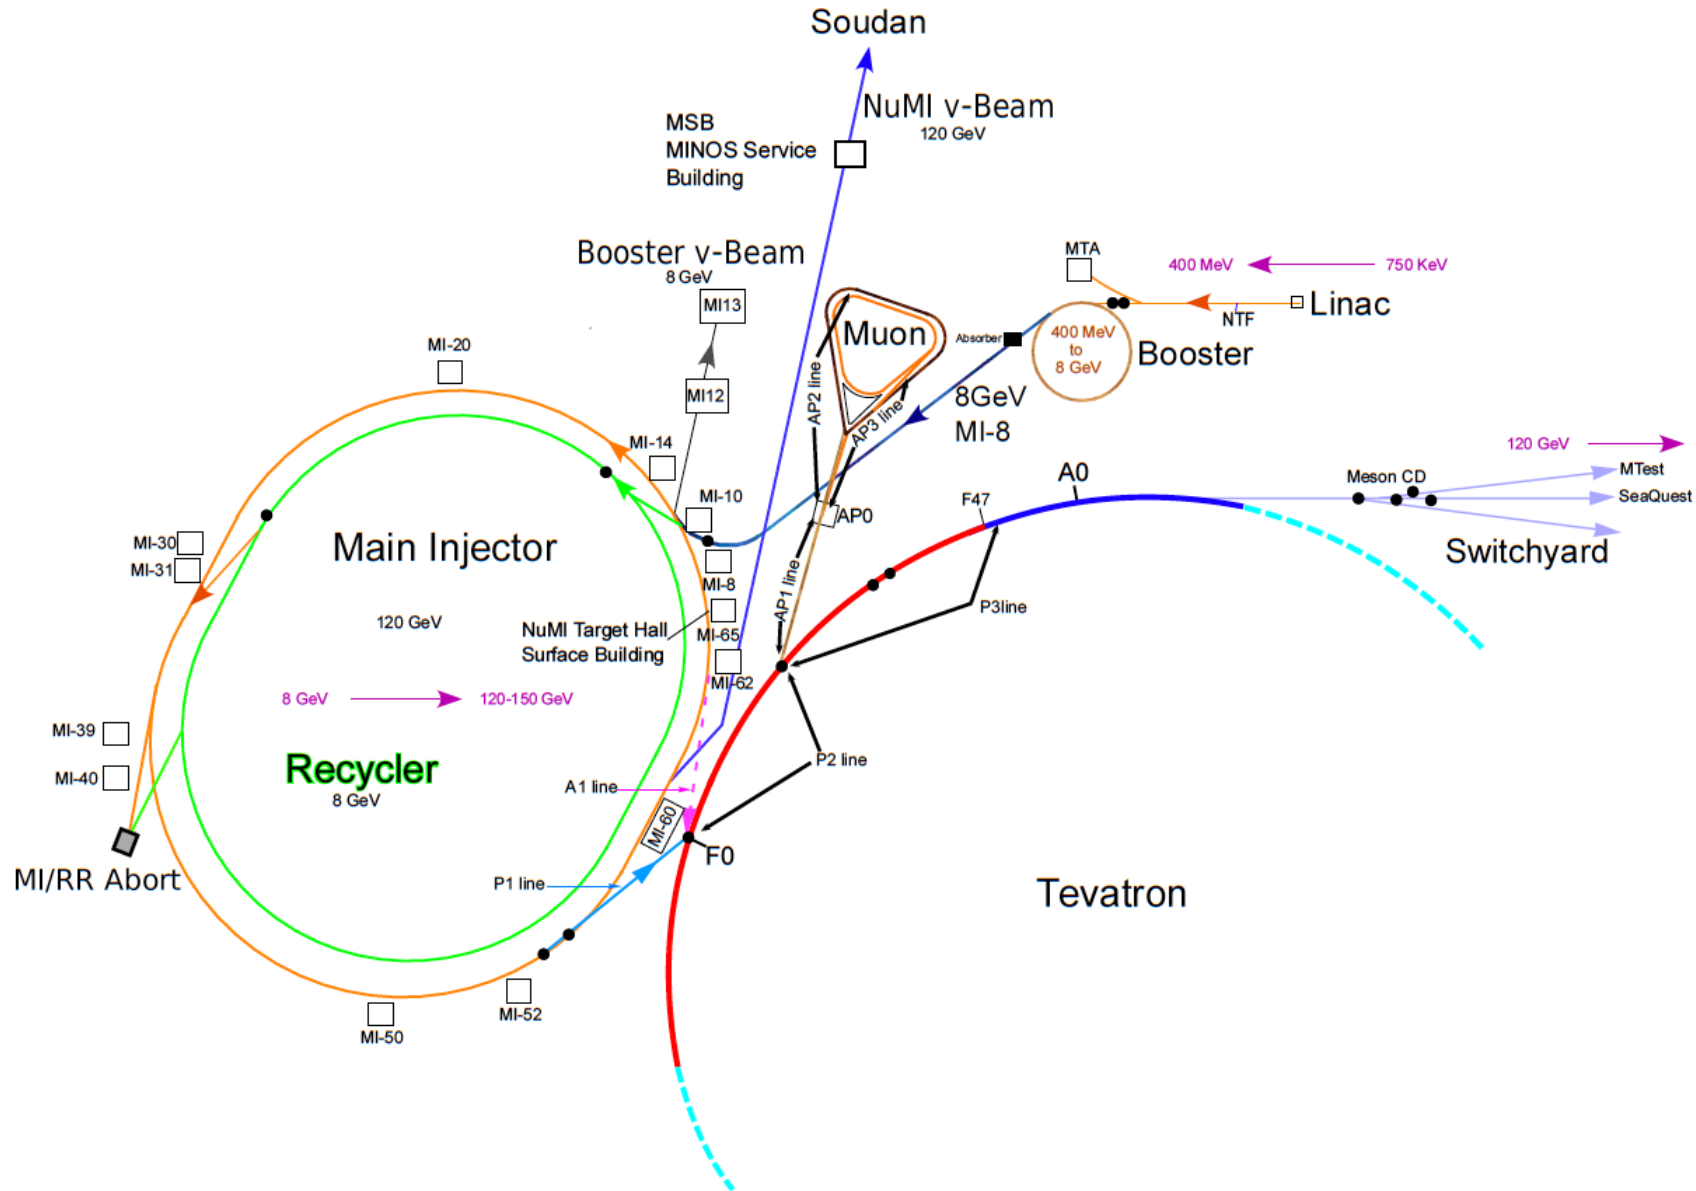 Soudan
NuMI v-Beam
120 GeV
MSB
MINOS Service
Building
Booster v-Beam
8 GeV
MI13
MI12
MTA
400 MeV
750 KeV
Linac
NTF
Absorber
400 MeV
to
8 GeV
Booster
Muon
AP2 line
AP3 line
8GeV
MI-8
MI-20
MI-14
MI-10
AP0
AP1 line
F47
A0
120 GeV
Meson CD
MTest
SeaQuest
Switchyard
MI-30
MI-31
Main Injector
120 GeV
MI-8
NuMI Target Hall
Surface Building
MI-65
MI-62
P3line
8 GeV
120-150 GeV
MI-39
MI-40
Recycler
8 GeV
A1 line
P2 line
MI-60
F0
MI/RR Abort
P1 line
Tevatron
MI-52
MI-50